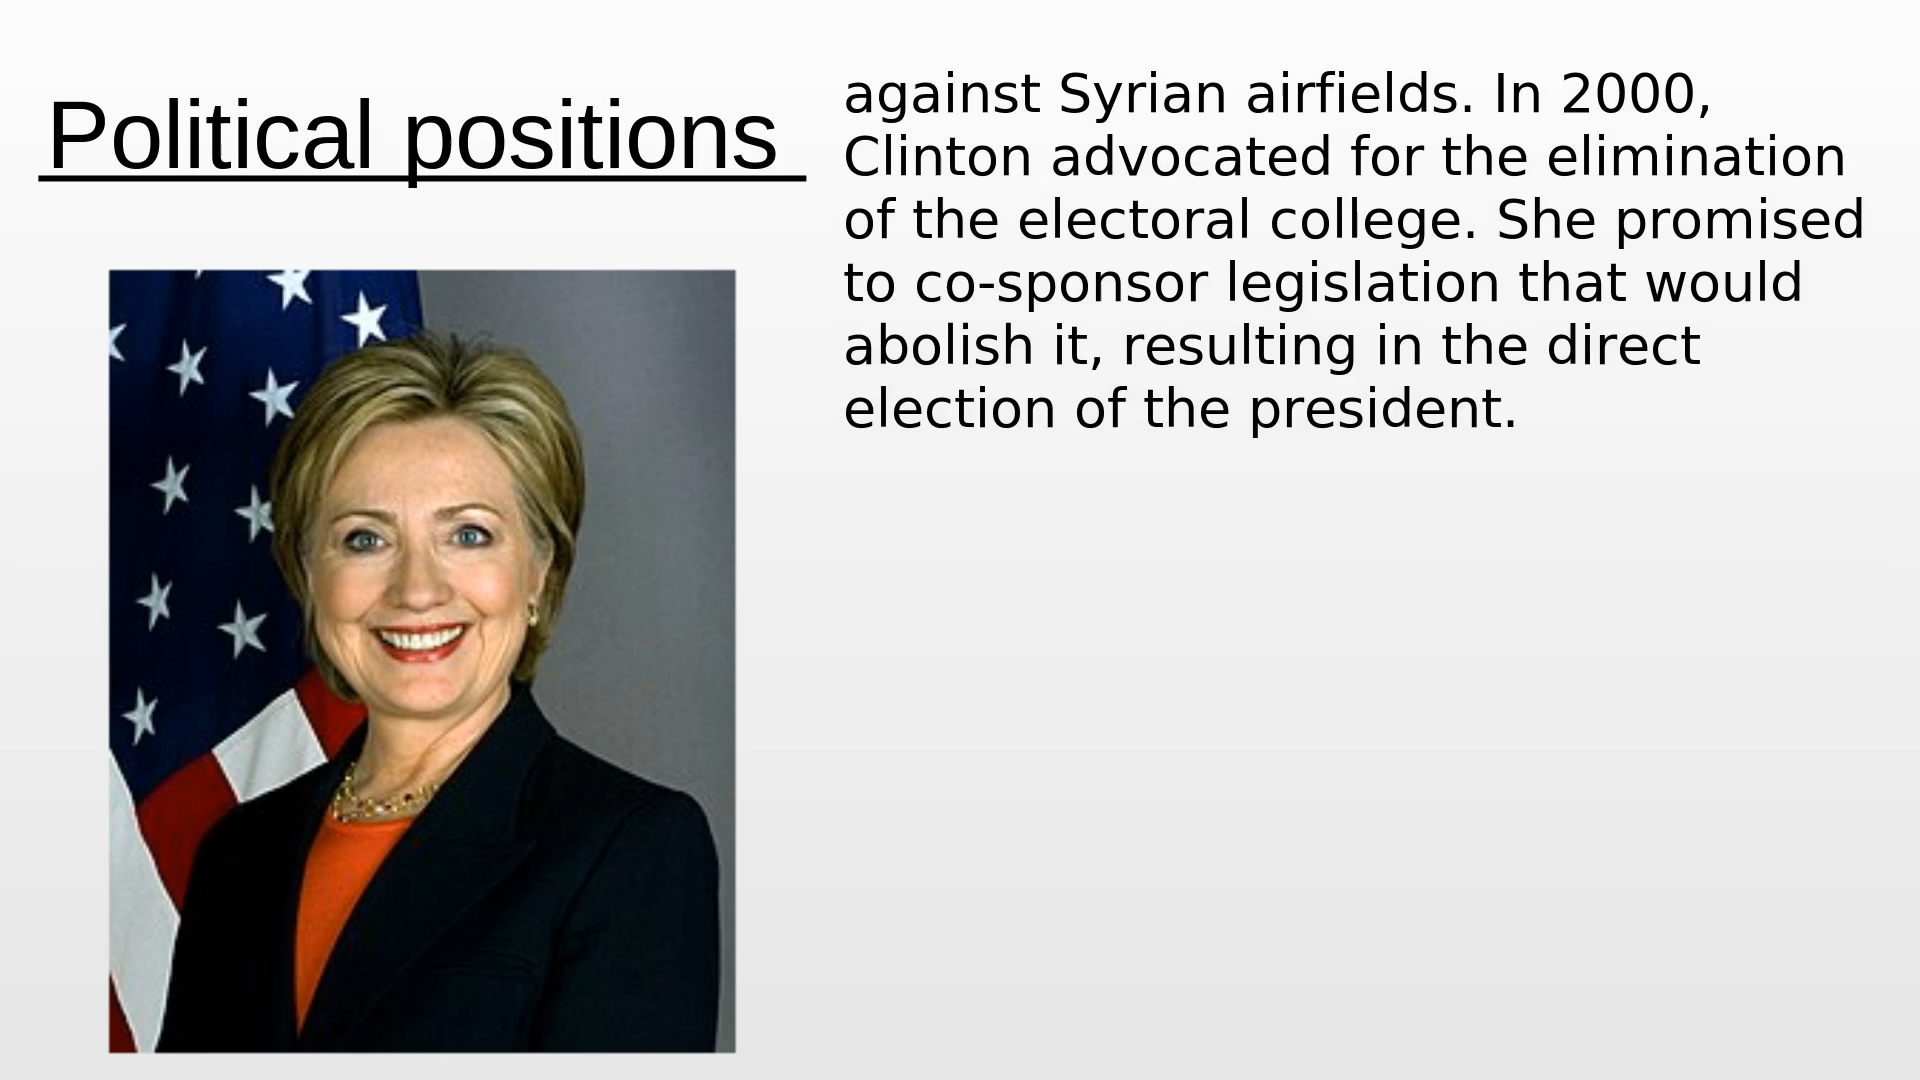 Political positions
against Syrian airfields. In 2000,
Clinton advocated for the elimination
of the electoral college. She promised
to co-sponsor legislation that would
abolish it, resulting in the direct
election of the president.